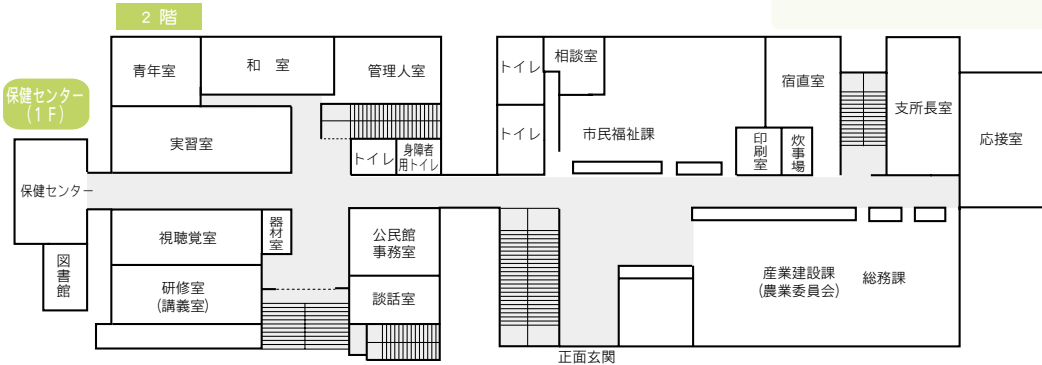 2 階
保健センター
(1F)
青年室
和 室
管理人室
実習室
トイレ
身障者
用トイレ
保健センター
図書館
視聴覚室
器材室
研修室
(講義室)
公民館
事務室
談話室
トイレ
相談室
トイレ
市民福祉課
宿直室
印刷室
炊事場
支所長室
応接室
産業建設課
(農業委員会)
総務課
正面玄関